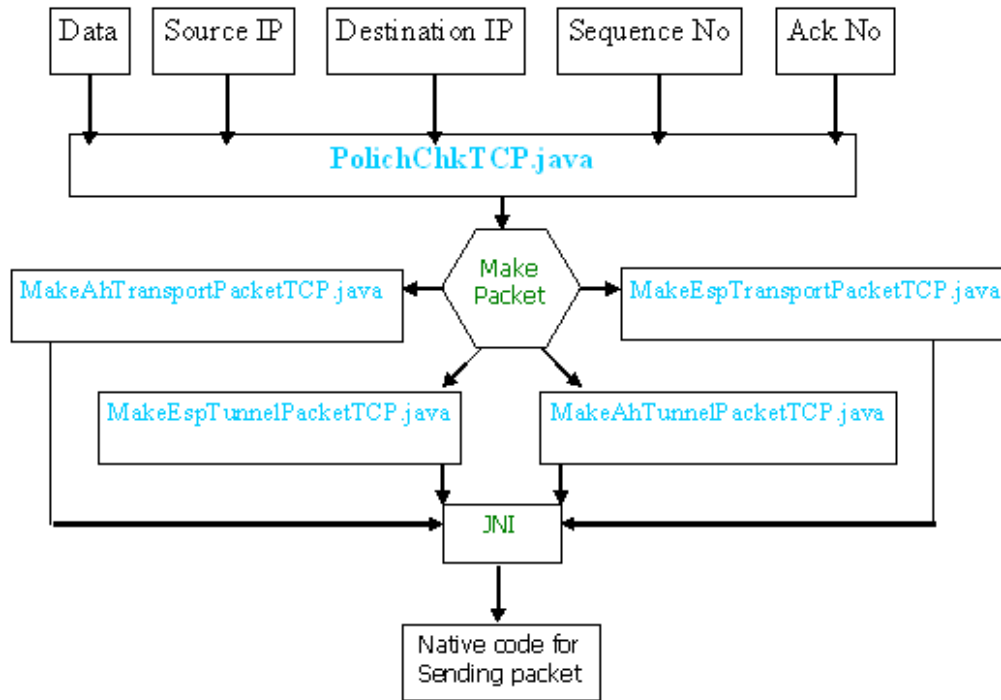 Data
Source IP
Destination IP
Sequence No
Ack No
PolichChkTCP.java
Make
Packet
MakeAhTransportPacketTCP.java
MakeEspTransportPacketTCP.java
MakeEspTunnelPacketTCP.java
MakeAhTunnelPacketTCP.java
JNI
Native code for
Sending packet